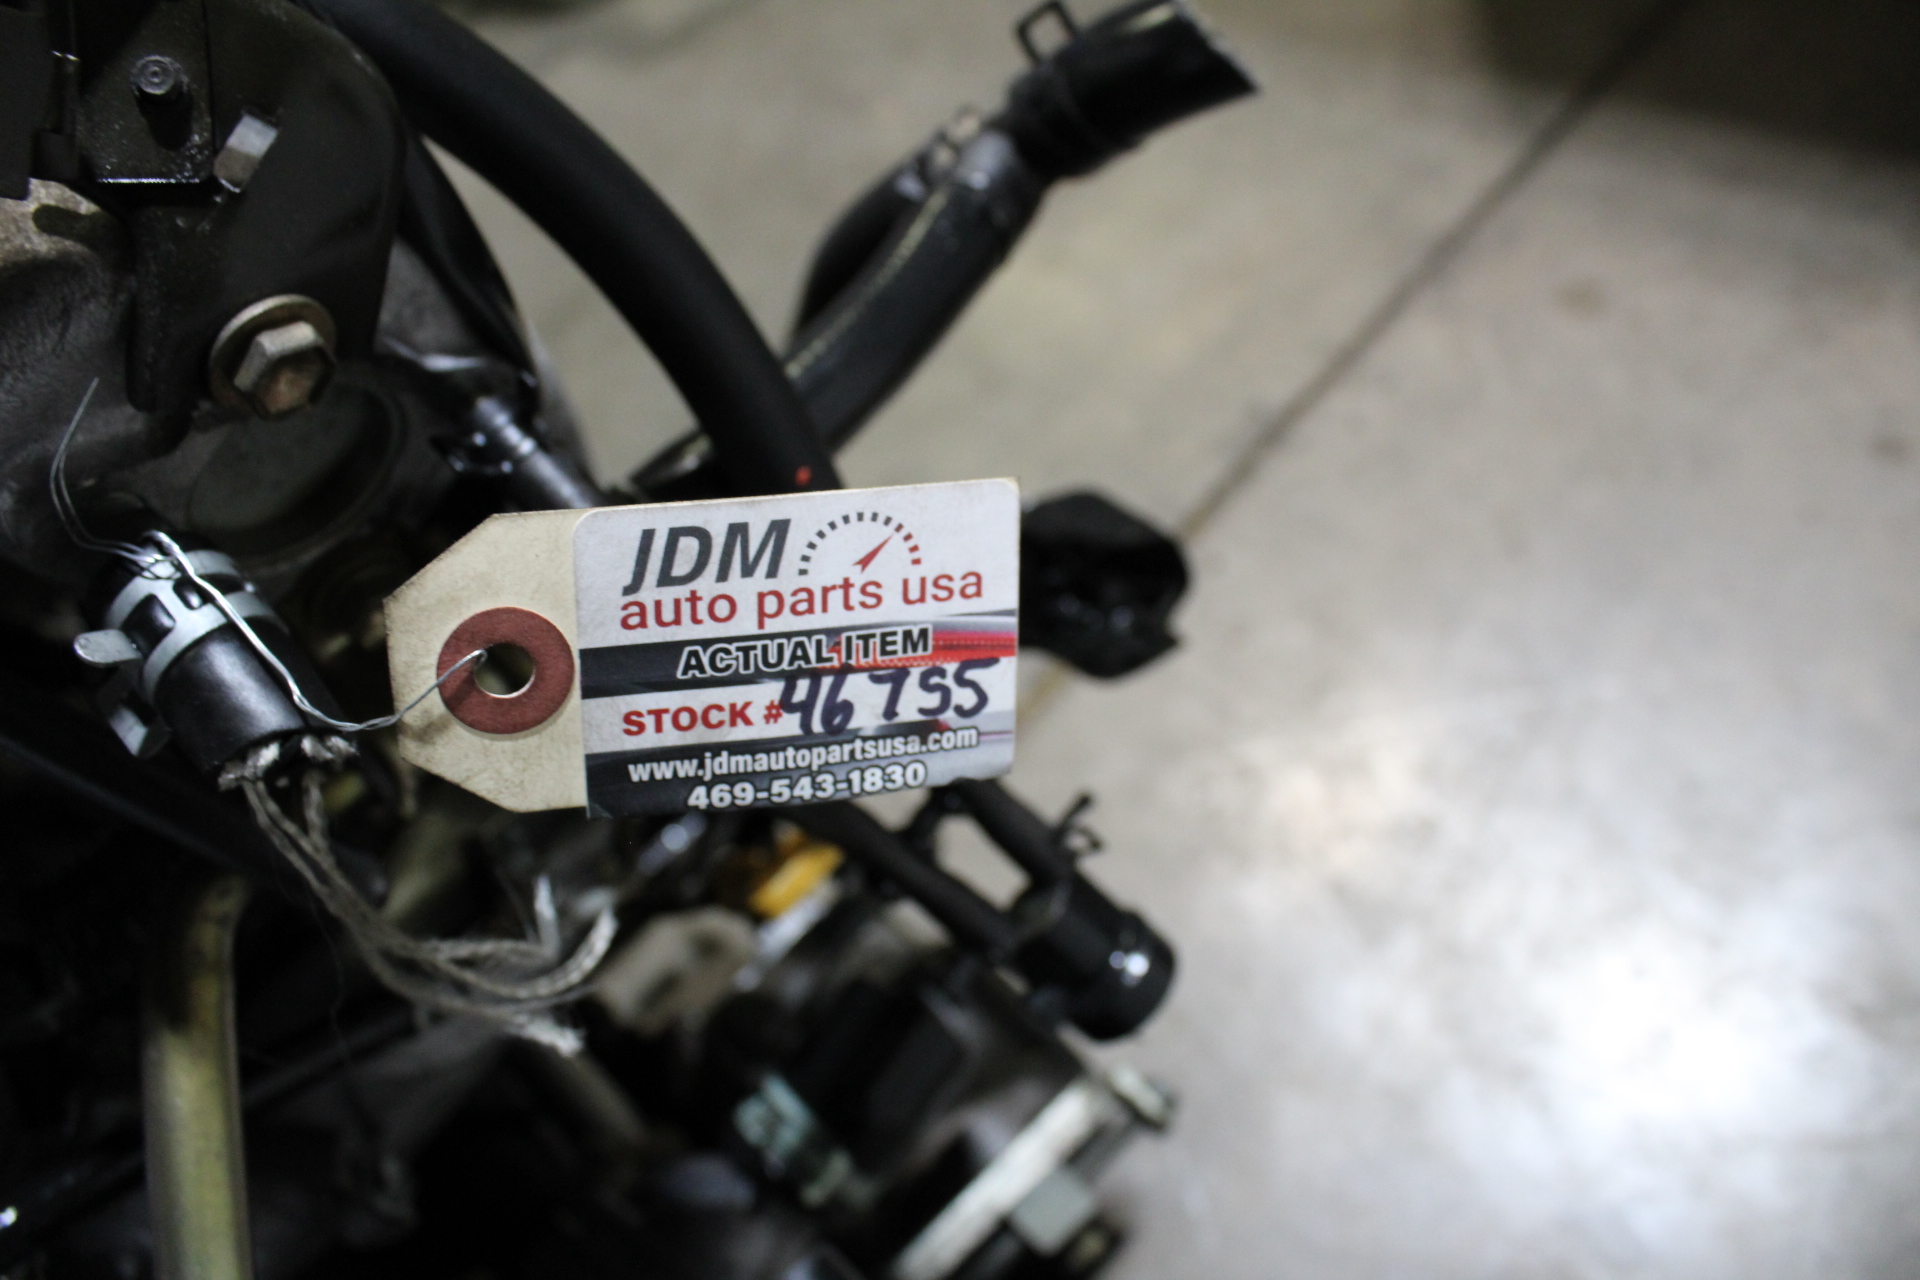 JDM
auto parts usa
ACTUAL ITEM
STOCK # 46755
www.jdmautopartsusa.com
469-543-1830